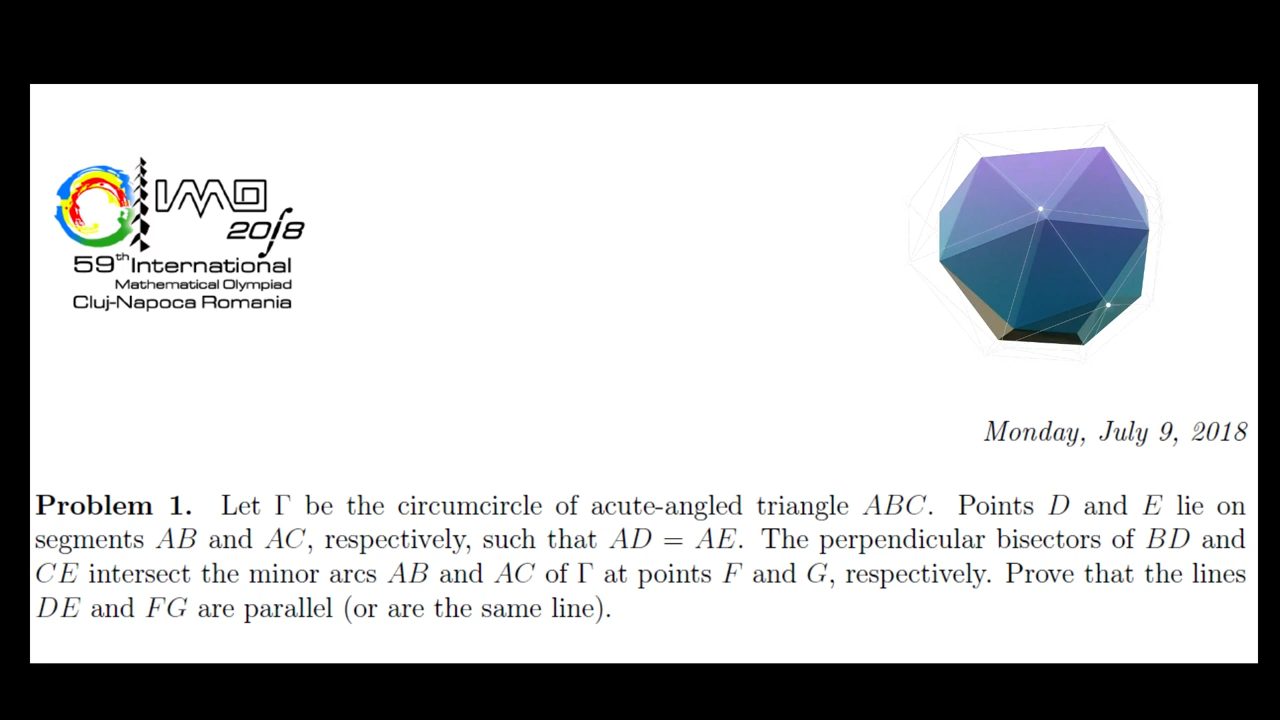 IMO
2018
59th International
Mathematical Olympiad
Cluj-Napoca Romania
Monday, July 9, 2018
Problem 1. Let Γ be the circumcircle of acute-angled triangle ABC. Points D and E lie on
segments AB and AC, respectively, such that AD = AE. The perpendicular bisectors of BD and
CE intersect the minor arcs AB and AC of Γ at points F and G, respectively. Prove that the lines
DE and FG are parallel (or are the same line).